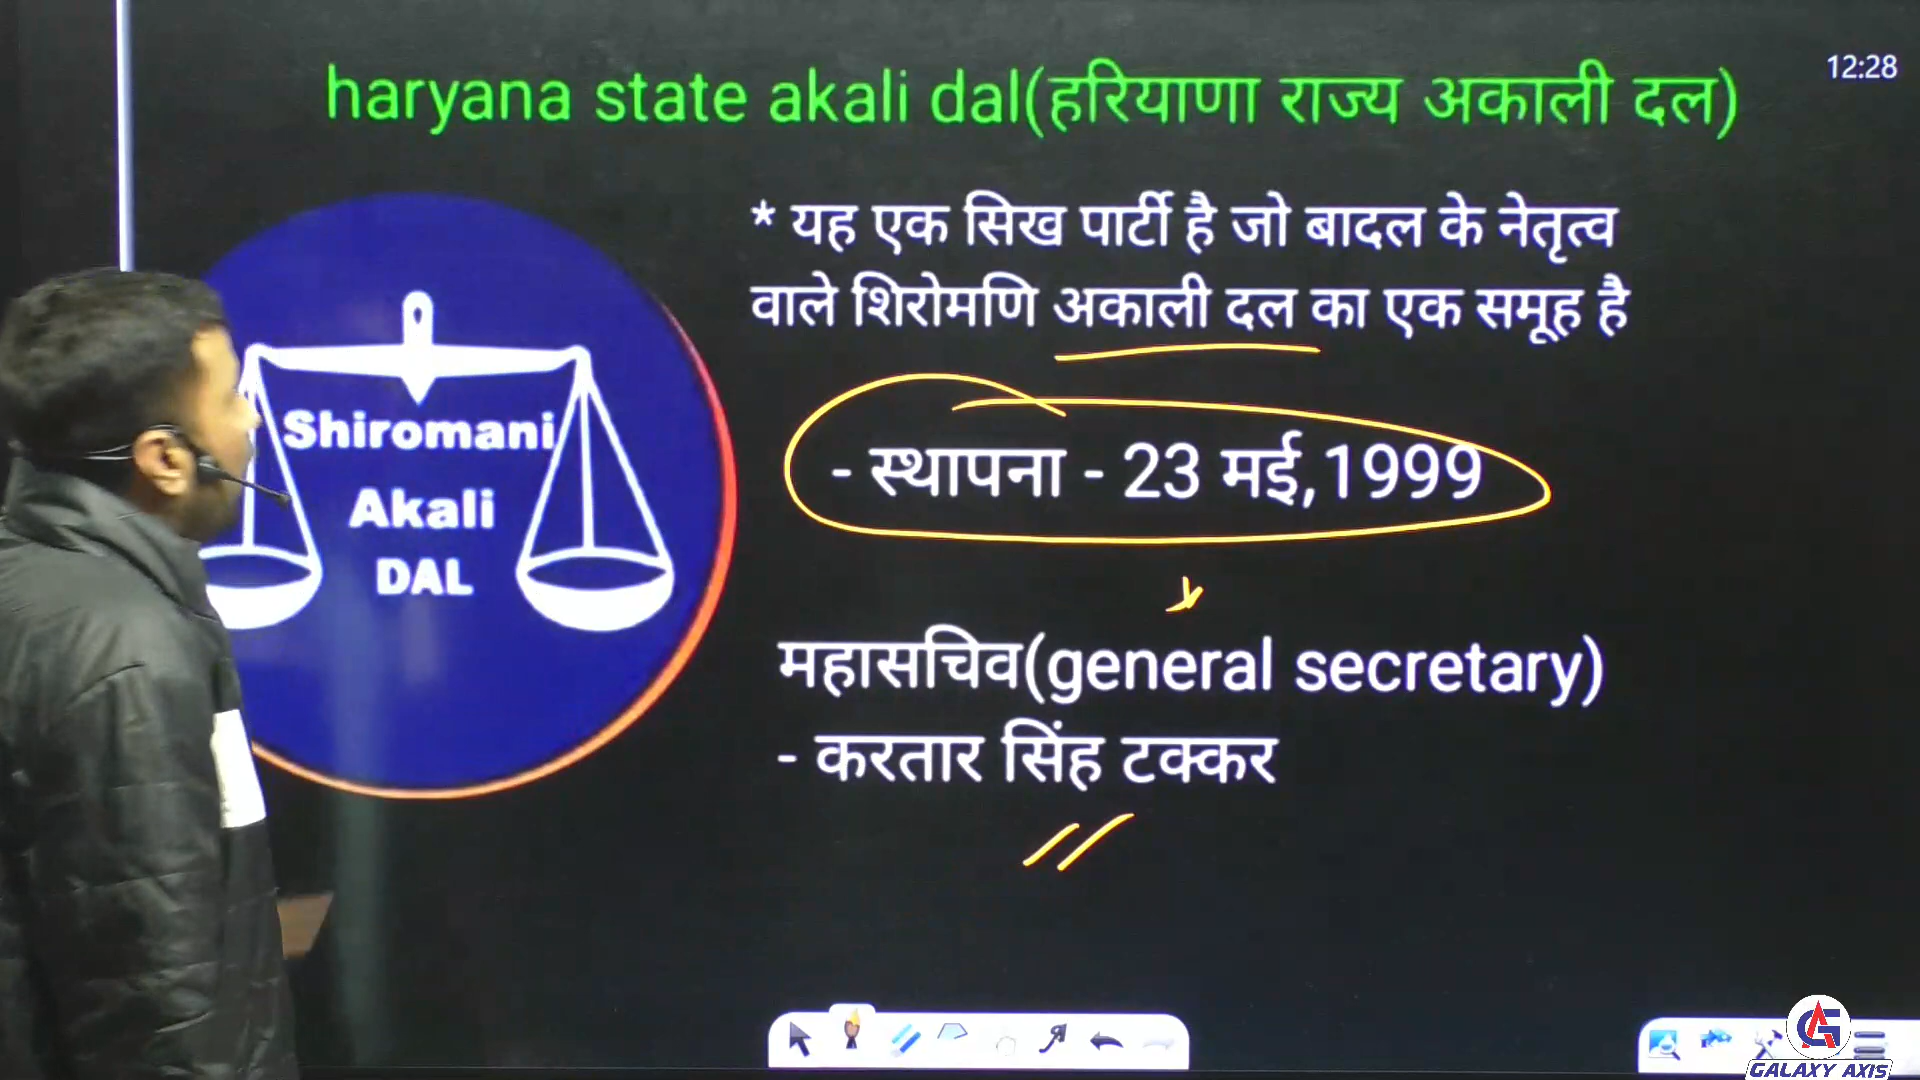 haryana state akali dal(हरियाणा राज्य अकाली दल)
12:28
* यह एक सिख पार्टी है जो बादल के नेतृत्व
वाले शिरोमणि अकाली दल का एक समूह है
Shiromani
Akali
DAL
- स्थापना - 23 मई,1999
महासचिव(general secretary)
- करतार सिंह टक्कर
GALAXY AXIS